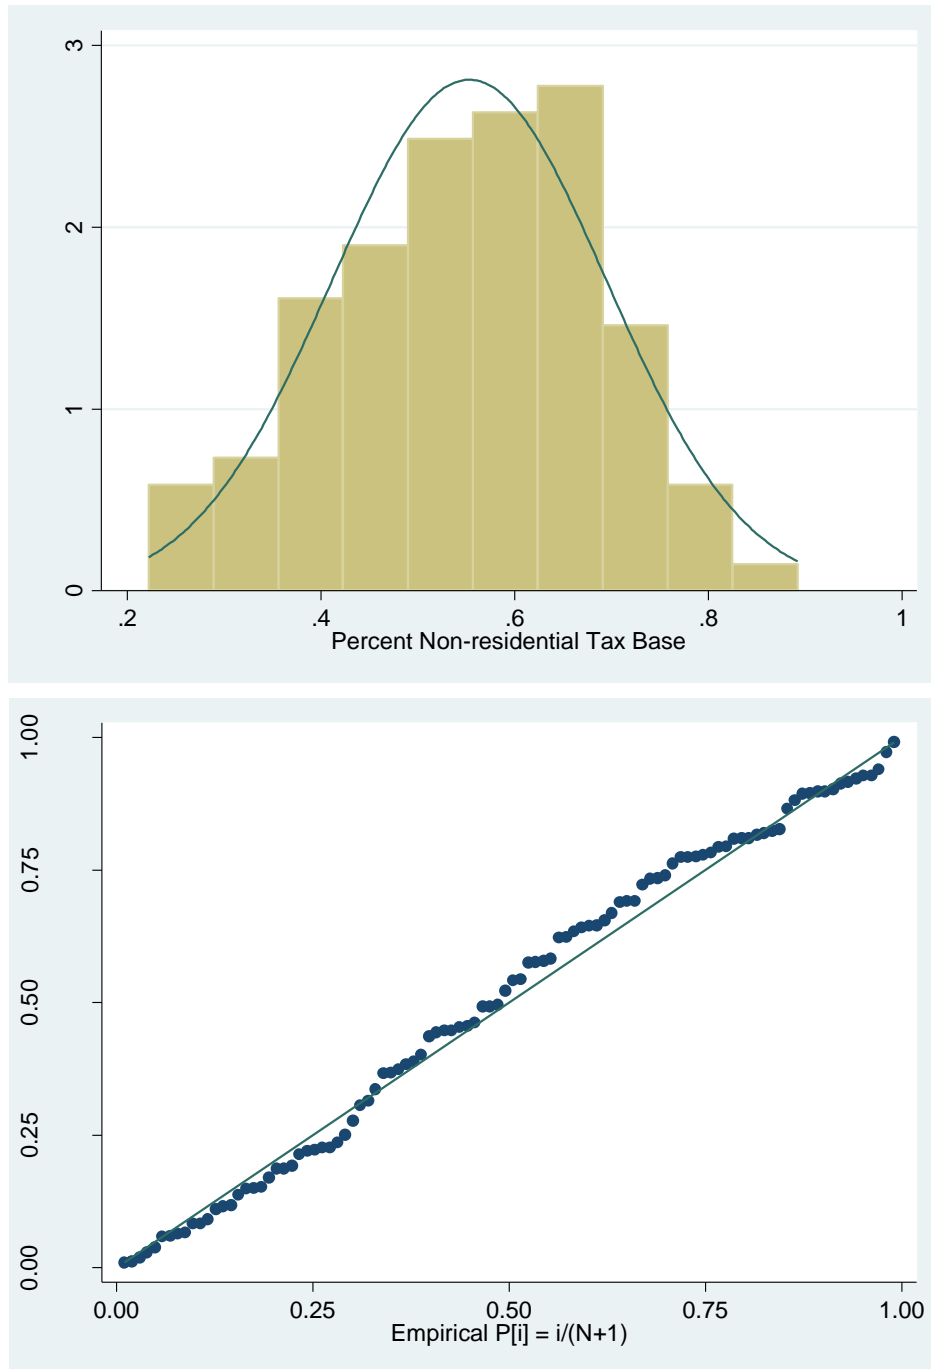 3
2
1
0
.2 .4 .6 .8 1
Percent Non-residential Tax Base
1.00
0.75
0.50
0.25
0.00
0.00 0.25 0.50 0.75 1.00
Empirical P[i] = i/(N+1)